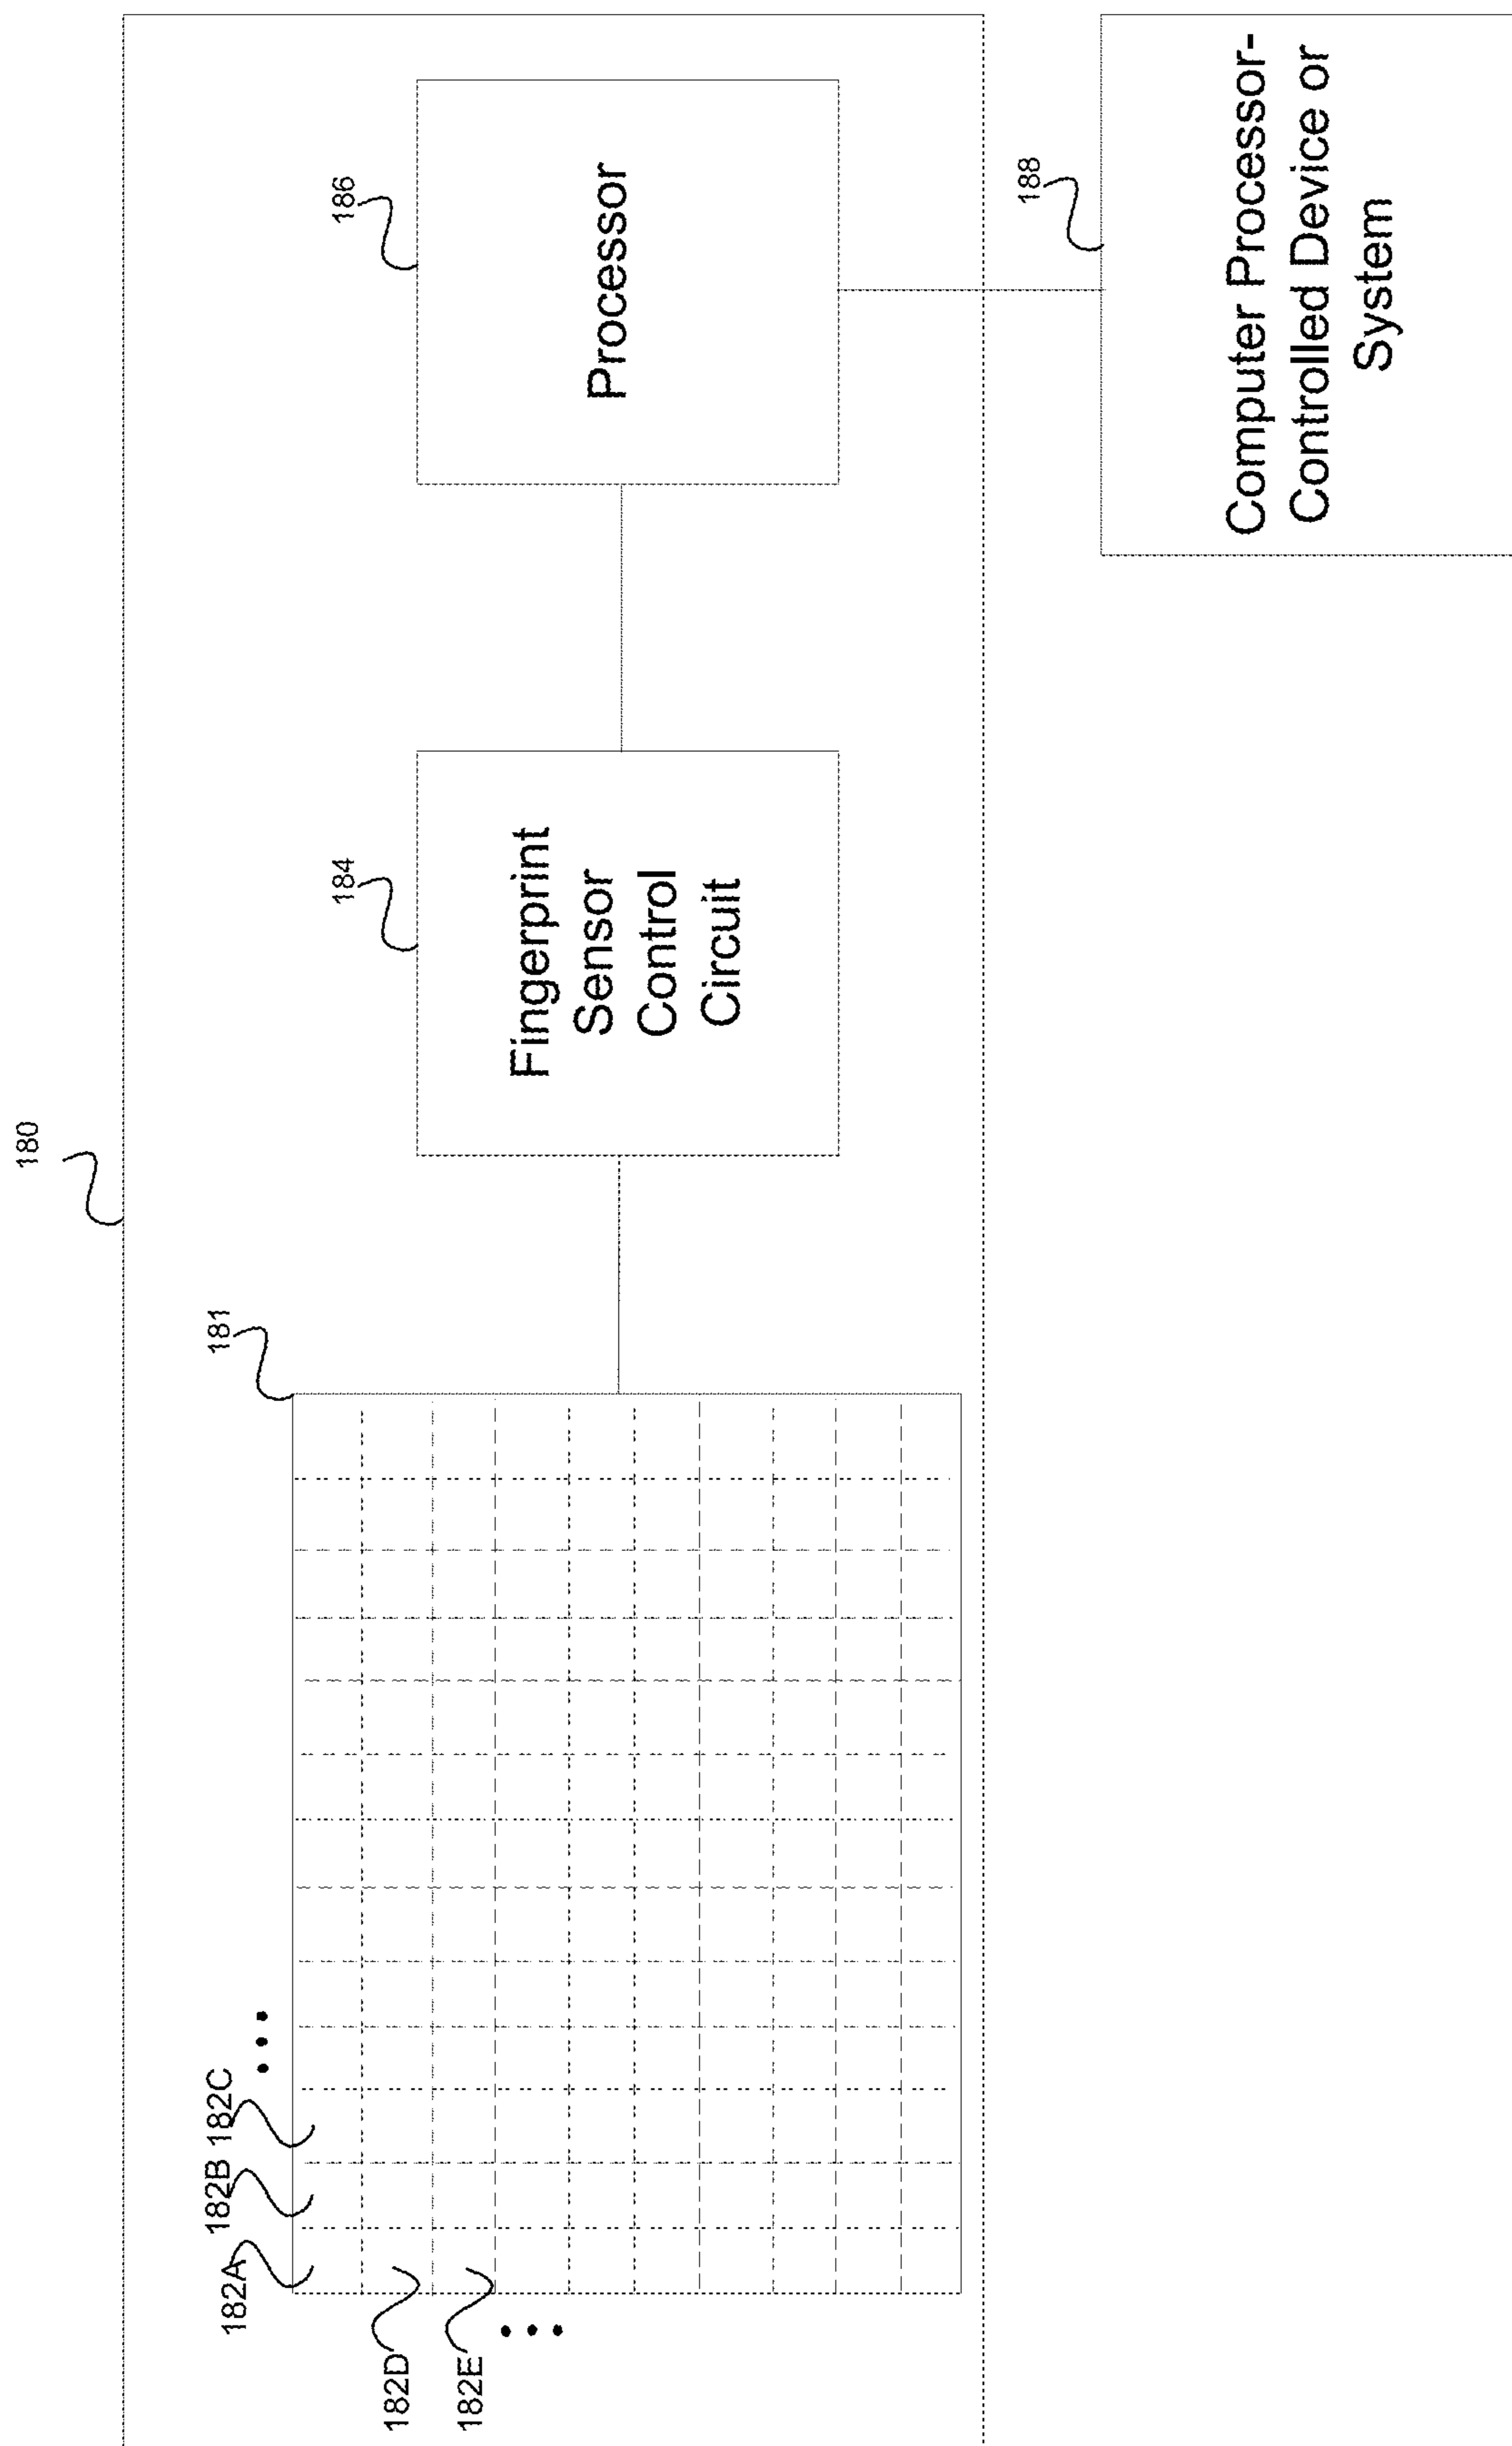 180
182A
182B
182C
...
181
182D
182E
...
184
Fingerprint
Sensor
Control
Circuit
186
Processor
188
Computer Processor-
Controlled Device or
System